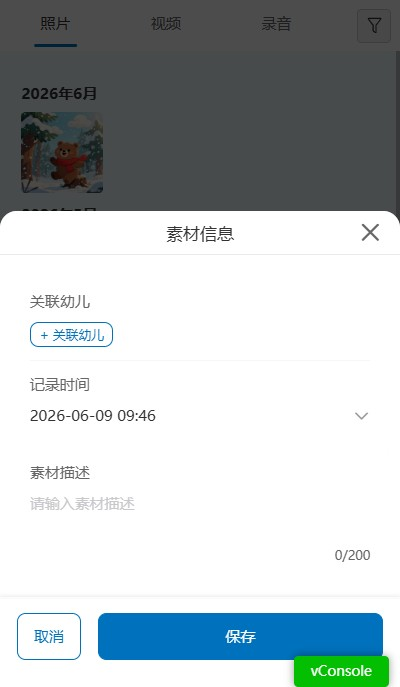 照片 视频 录音
2026年6月
素材信息
关联幼儿
+ 关联幼儿
记录时间
2026-06-09 09:46
素材描述
请输入素材描述
0/200
取消 保存
vConsole